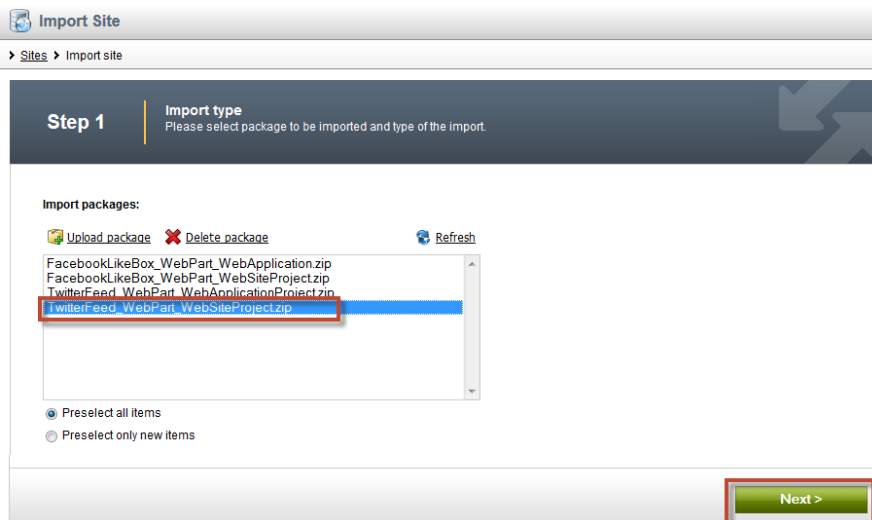 Import Site
Sites > Import site
Step 1
Import type
Please select package to be imported and type of the import.
Import packages:
Upload package Delete package Refresh
FacebookLikeBox_WebPart_WebApplication.zip
FacebookLikeBox_WebPart_WebSiteProject.zip
TwitterFeed_WebPart_WebApplicationProject.zip
TwitterFeed_WebPart_WebSiteProject.zip
Preselect all items
Preselect only new items
Next >